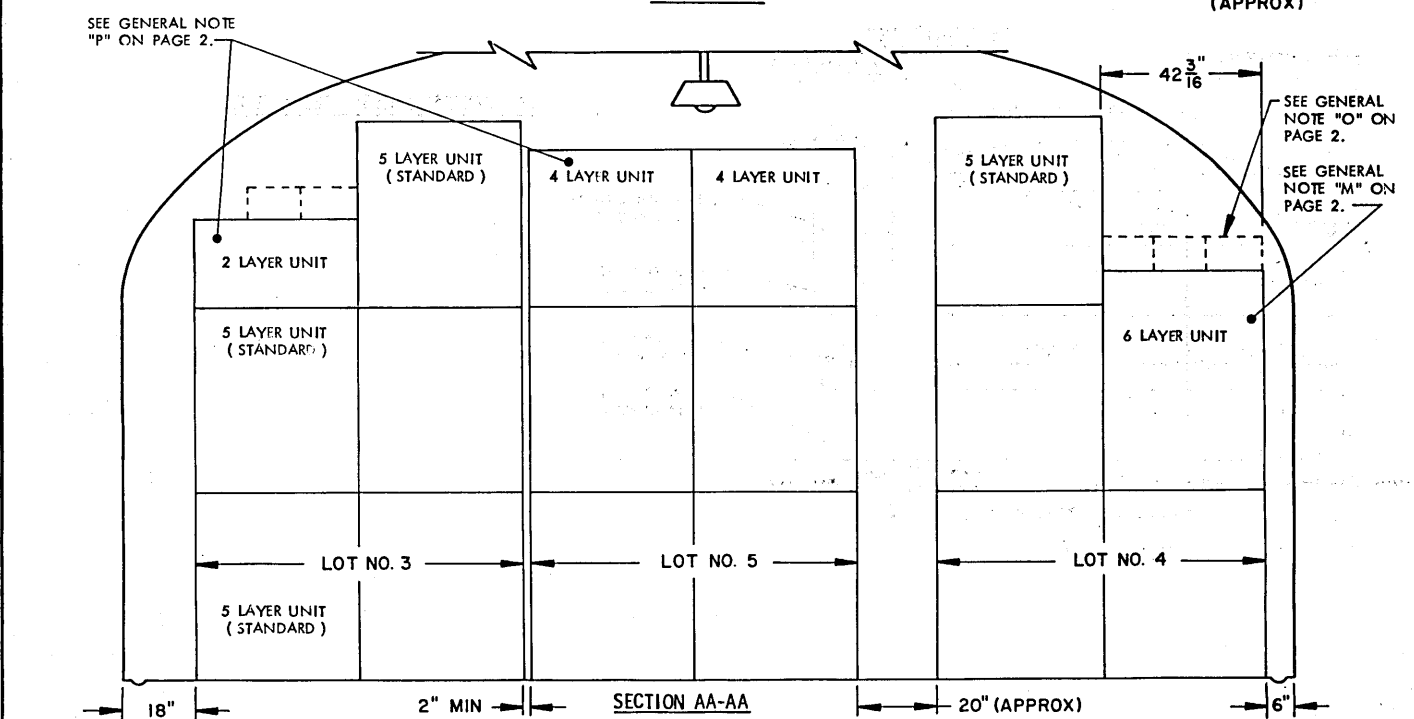 (APPROX)
SEE GENERAL NOTE
"P" ON PAGE 2.
42 3/16"
SEE GENERAL
NOTE "O" ON
PAGE 2.
SEE GENERAL
NOTE "M" ON
PAGE 2.
5 LAYER UNIT
( STANDARD )
4 LAYER UNIT
4 LAYER UNIT
5 LAYER UNIT
( STANDARD )
2 LAYER UNIT
5 LAYER UNIT
( STANDARD )
6 LAYER UNIT
LOT NO. 3
LOT NO. 5
LOT NO. 4
5 LAYER UNIT
( STANDARD )
18"
2" MIN
SECTION AA-AA
20" (APPROX)
6"